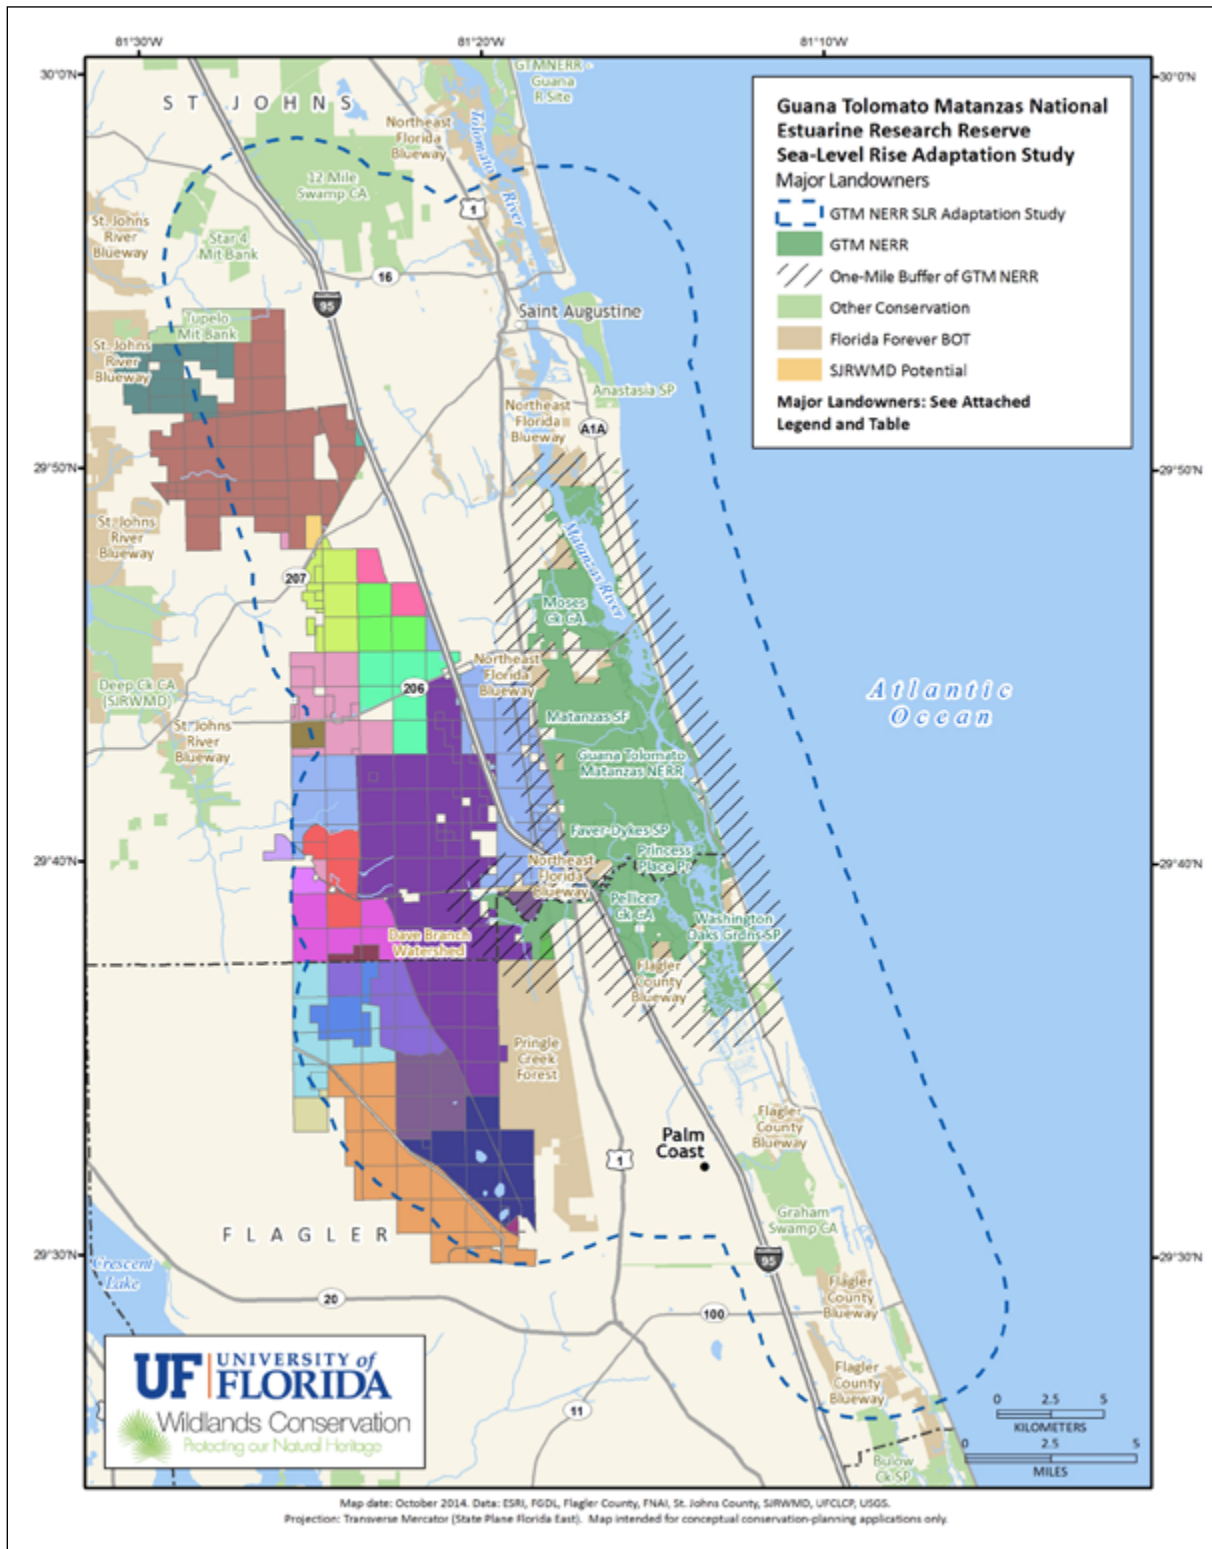 81°30'W
81°20'W
81°10'W
30°0'N
30°0'N
GTMNERR -
Guana
R Site
ST JOHNS
Northeast
Florida
Blueway
Tolomato
River
12 Mile
Swamp CA
1
St. Johns
River
Blueway
Star 4
Mit Bank
16
95
Saint Augustine
Tupelo
Mit Bank
St. Johns
River
Blueway
Anastasia SP
Northeast
Florida
Blueway
A1A
Guana Tolomato Matanzas National
Estuarine Research Reserve
Sea-Level Rise Adaptation Study
Major Landowners
GTM NERR SLR Adaptation Study
GTM NERR
One-Mile Buffer of GTM NERR
Other Conservation
Florida Forever BOT
SJRWMD Potential
Major Landowners: See Attached
Legend and Table
29°50'N
29°50'N
St. Johns
River
Blueway
Matanzas River
207
Moses
Ck CA
Northeast
Florida
Blueway
206
Deep Ck CA
(SJRWMD)
St. Johns
River
Blueway
Matanzas SF
Guana Tolomato
Matanzas NERR
Atlantic
Ocean
Faver-Dykes SP
Princess
Place Pr
29°40'N
29°40'N
Northeast
Florida
Blueway
Pellicer
Ck CA
Washington
Oaks Grdns SP
Dave Branch
Watershed
Flagler
County
Blueway
Pringle
Creek
Forest
Flagler
County
Blueway
Palm
Coast
1
Graham
Swamp CA
FLAGLER
29°30'N
29°30'N
95
Crescent
Lake
Flagler
County
Blueway
20
100
Flagler
County
Blueway
11
Bulow
Ck SP
UF UNIVERSITY of
FLORIDA
Wildlands Conservation
Protecting our Natural Heritage
0 2.5 5
KILOMETERS
0 2.5 5
MILES
Map date: October 2014. Data: ESRI, FGDL, Flagler County, FNAI, St. Johns County, SJRWMD, UFCLCP, USGS.
Projection: Transverse Mercator (State Plane Florida East). Map intended for conceptual conservation-planning applications only.